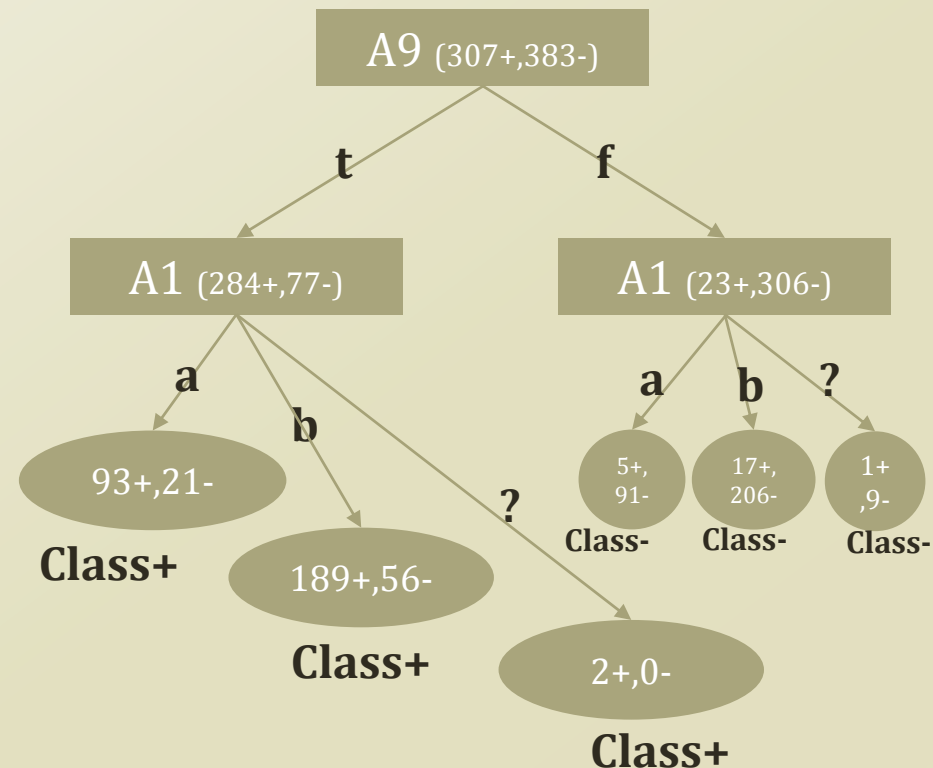 A9 (307+,383-)
t
f
A1 (284+,77-)
A1 (23+,306-)
a
b
?
a
b
?
93+,21-
Class+
189+,56-
Class+
2+,0-
Class+
5+,
91-
Class-
17+,
206-
Class-
1+
,9-
Class-